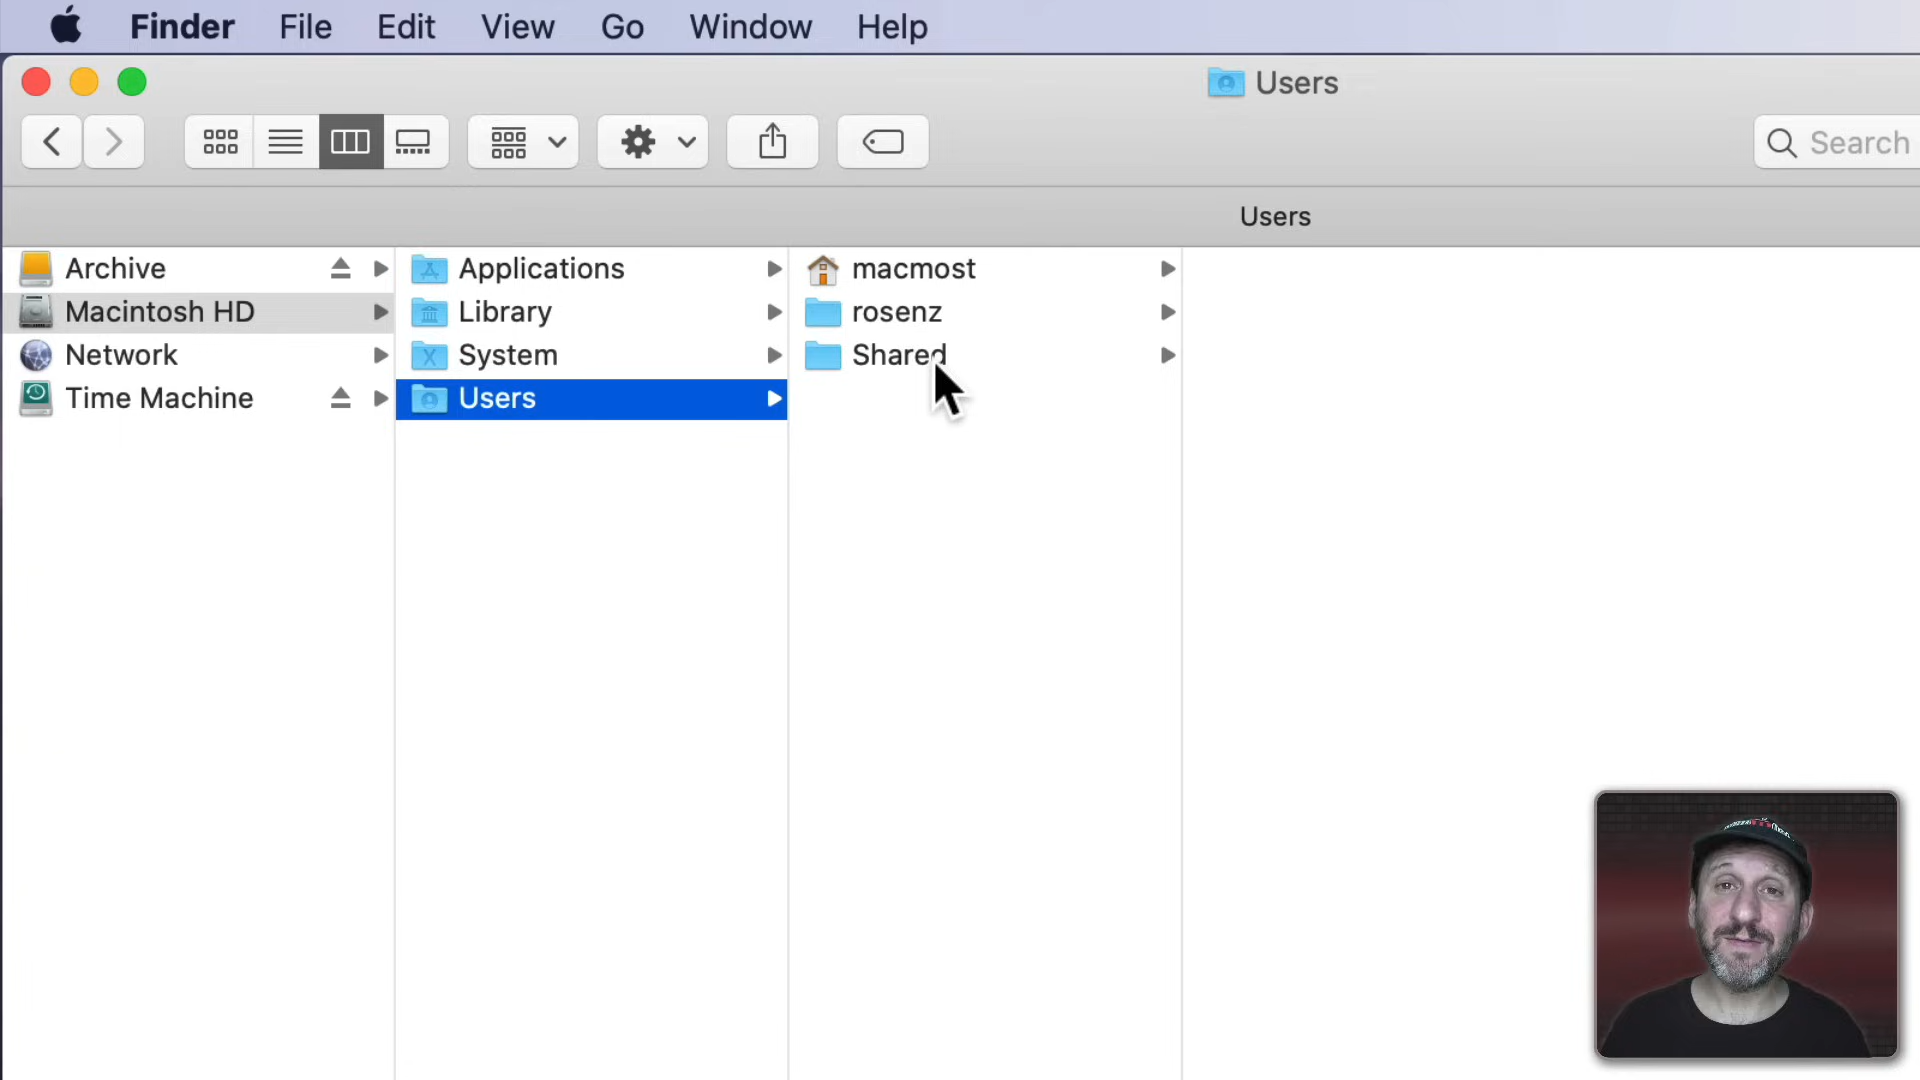 Finder File Edit View Go Window Help
Users
Search
Users
Archive
Macintosh HD
Network
Time Machine
Applications
Library
System
Users
macmost
rosenz
Shared